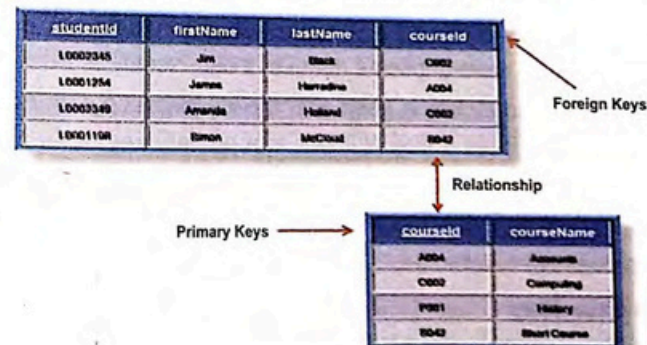 studentId firstName lastName courseId
L0002345 Jim Black C002
L0001254 James Harradine A004
Foreign Keys
L0002349 Amanda Holland C002
L0001198 Simon McCloud S042
Relationship
Primary Keys
courseId courseName
A004 Accounts
C002 Computing
P301 History
S042 Short Course